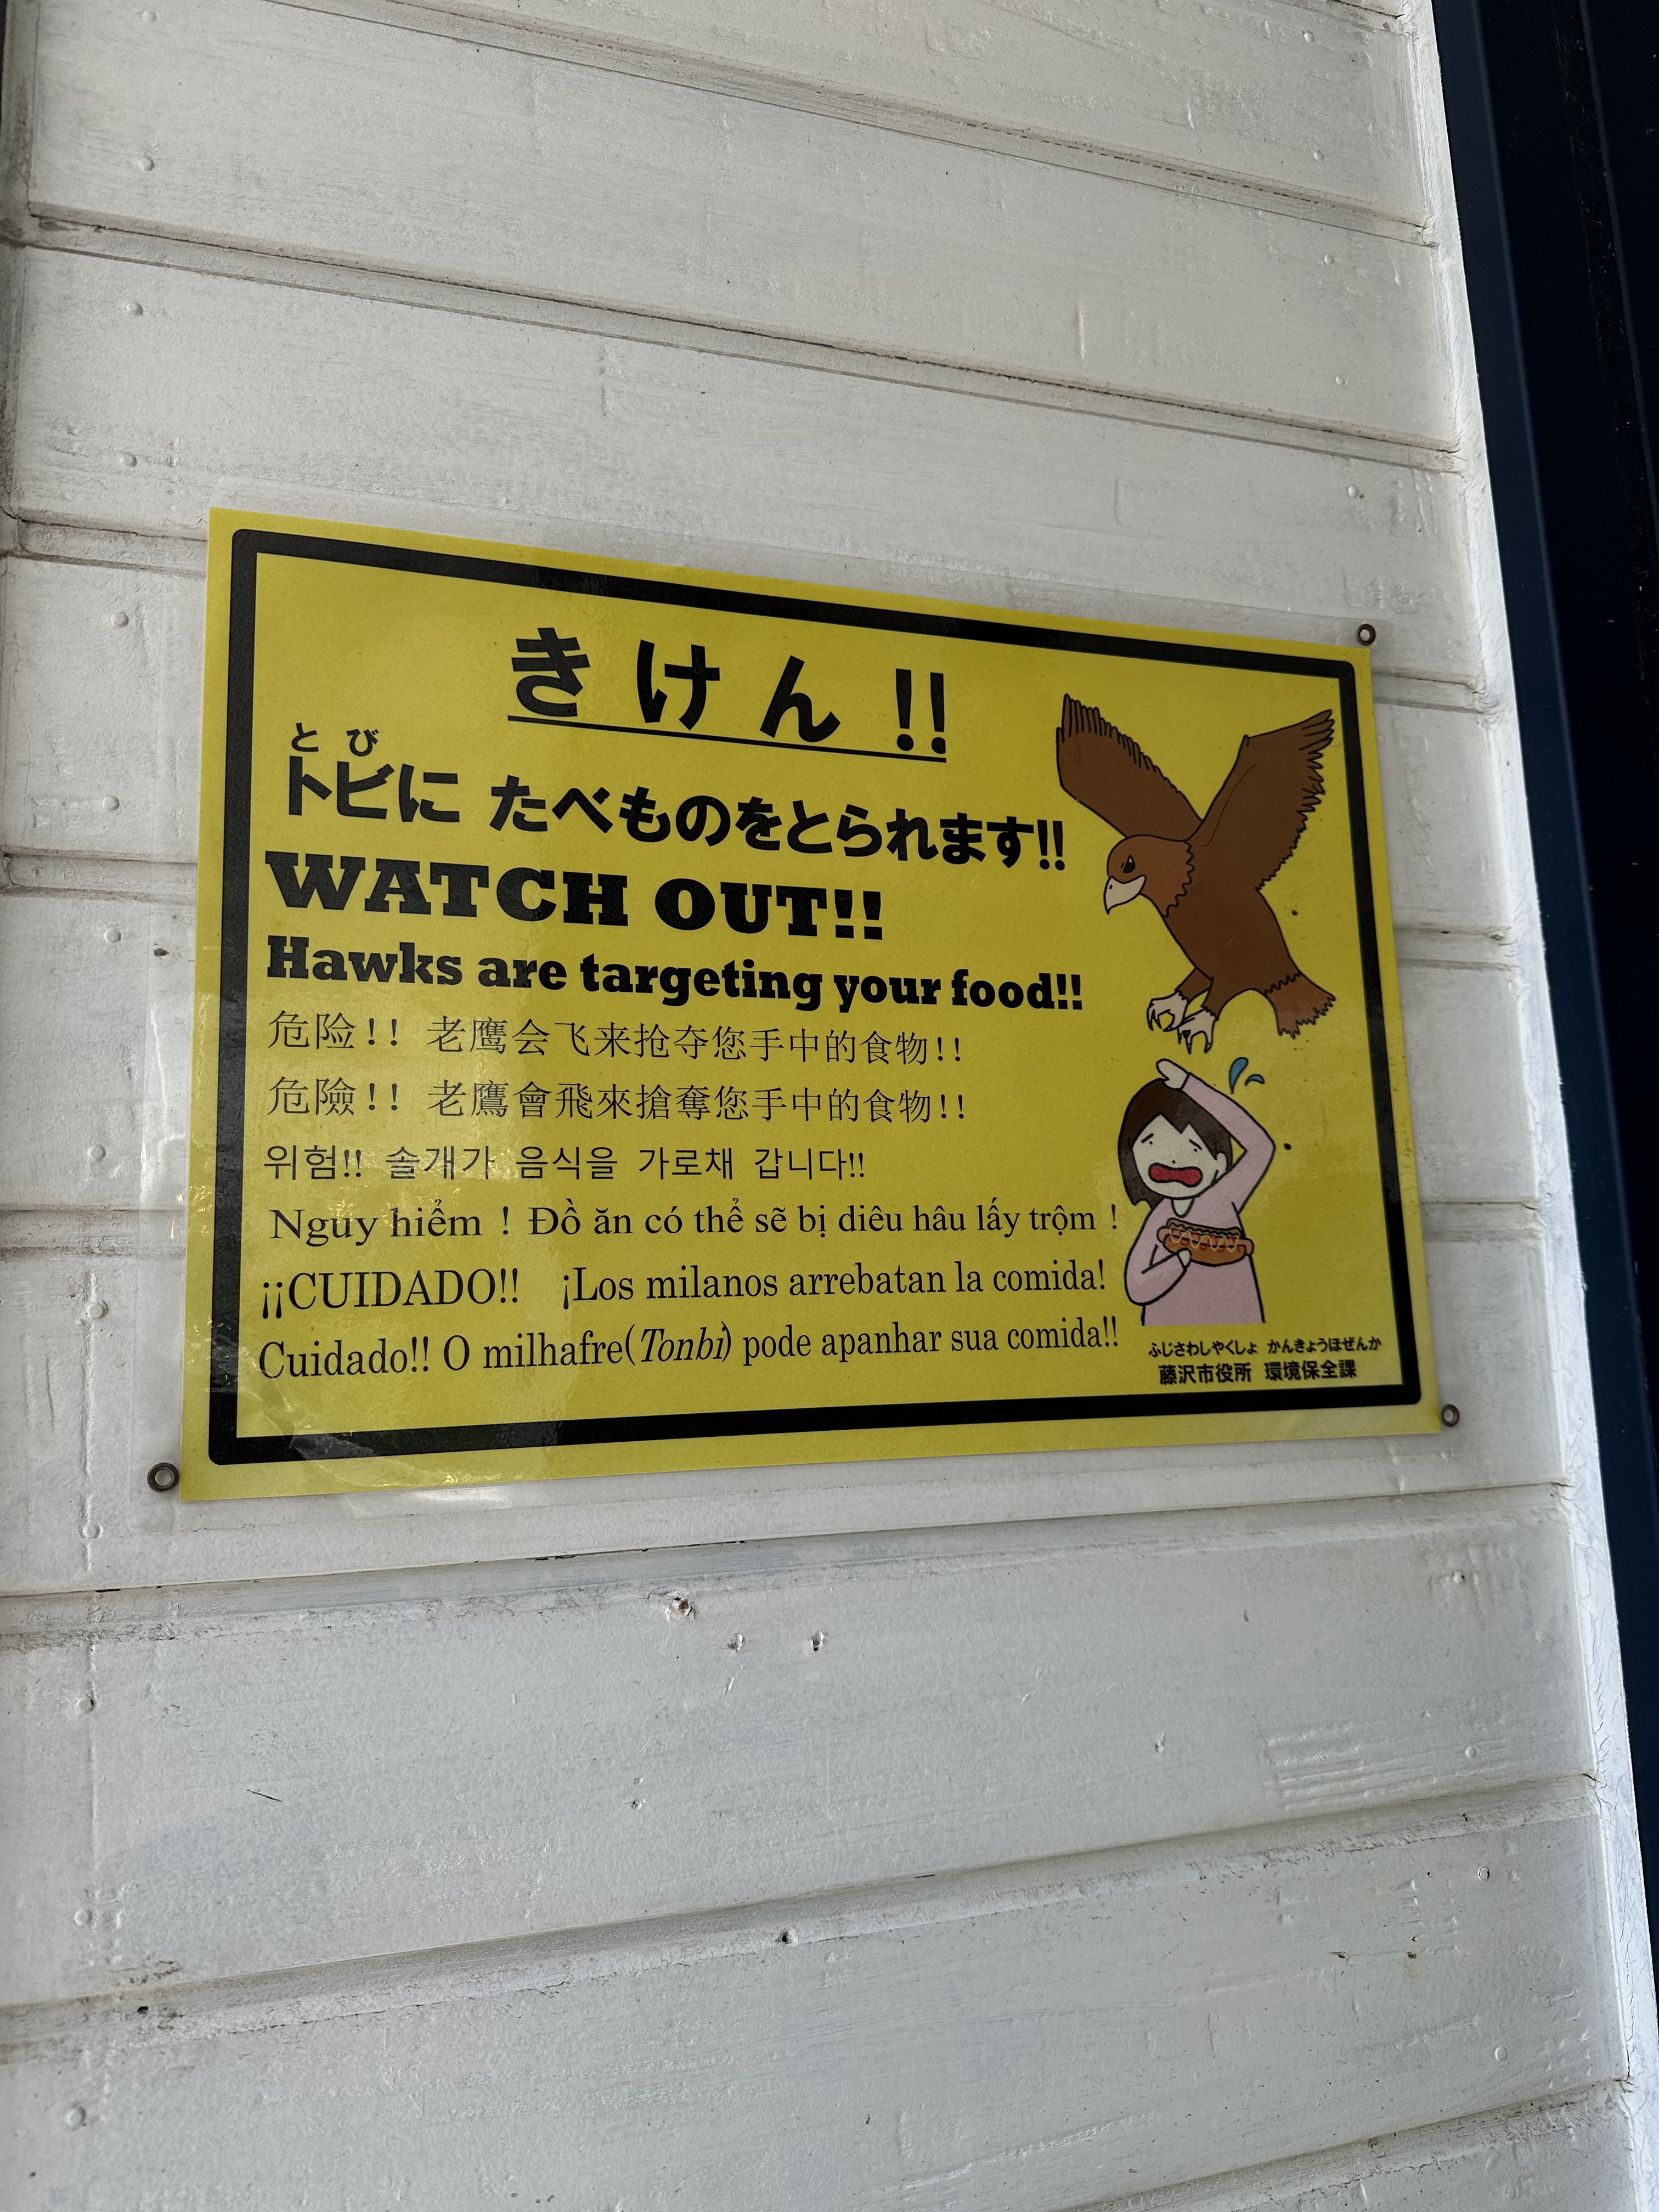 きけん!!
とび
トビに たべものをとられます!!
WATCH OUT!!
Hawks are targeting your food!!
危险!! 老鹰会飞来抢夺您手中的食物!!
危險!! 老鷹會飛來搶奪您手中的食物!!
위험!! 솔개가 음식을 가로채 갑니다!!
Nguy hiểm ! Đồ ăn có thể sẽ bị diêu hâu lấy trộm !
¡¡CUIDADO!! ¡Los milanos arrebatan la comida!
Cuidado!! O milhafre(Tonbi) pode apanhar sua comida!!
ふじさわしやくしょ かんきょうほぜんか
藤沢市役所 環境保全課